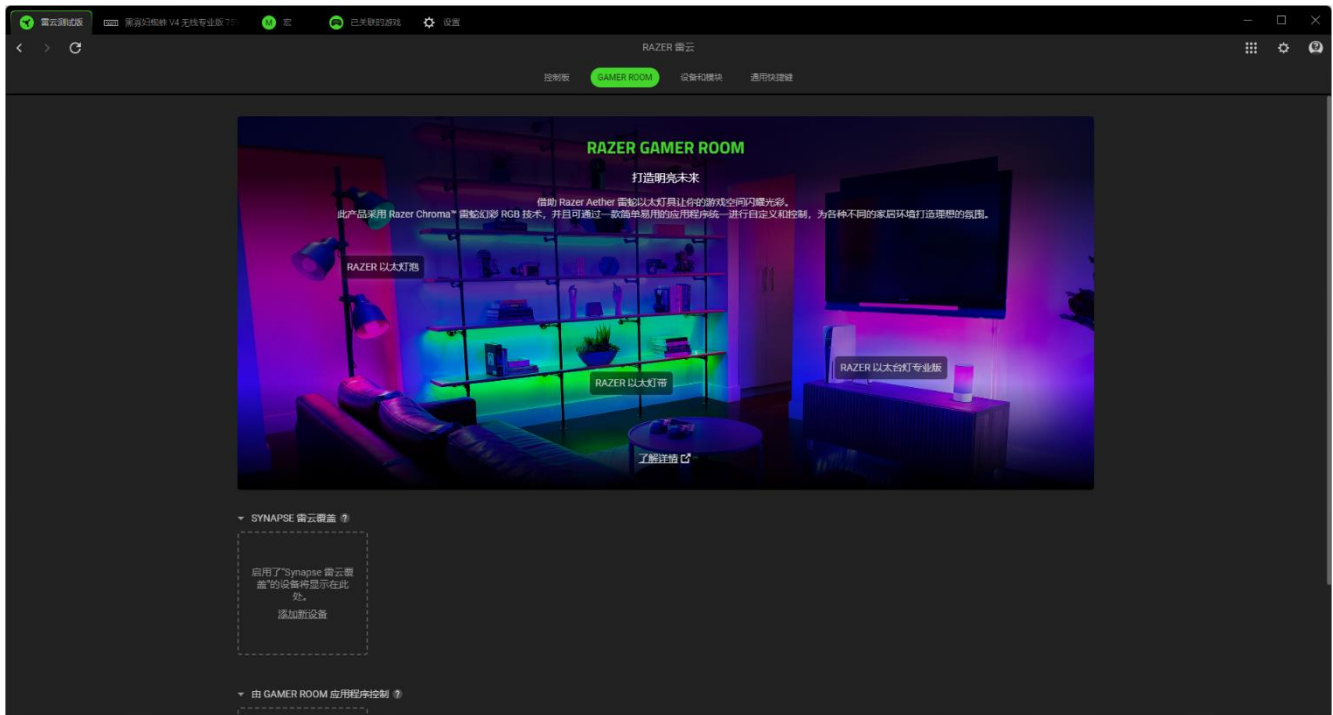 雷云测试版
黑寡妇蜘蛛 V4 无线专业版 75
宏
已关联的游戏
设置
RAZER 雷云
控制板
GAMER ROOM
设备和模块
通用快捷键
RAZER GAMER ROOM
打造明亮未来
借助 Razer Aether 雷蛇以太灯具让你的游戏空间闪耀光彩。
此产品采用 Razer Chroma™ 雷蛇幻彩 RGB 技术，并且可通过一款简单易用的应用程序统一进行自定义和控制，为各种不同的家居环境打造理想的氛围。
RAZER 以太灯泡
RAZER 以太台灯专业版
RAZER 以太灯带
了解详情
SYNAPSE 雷云覆盖
启用了“Synapse 雷云覆
盖”的设备将显示在此
处。
添加新设备
由 GAMER ROOM 应用程序控制